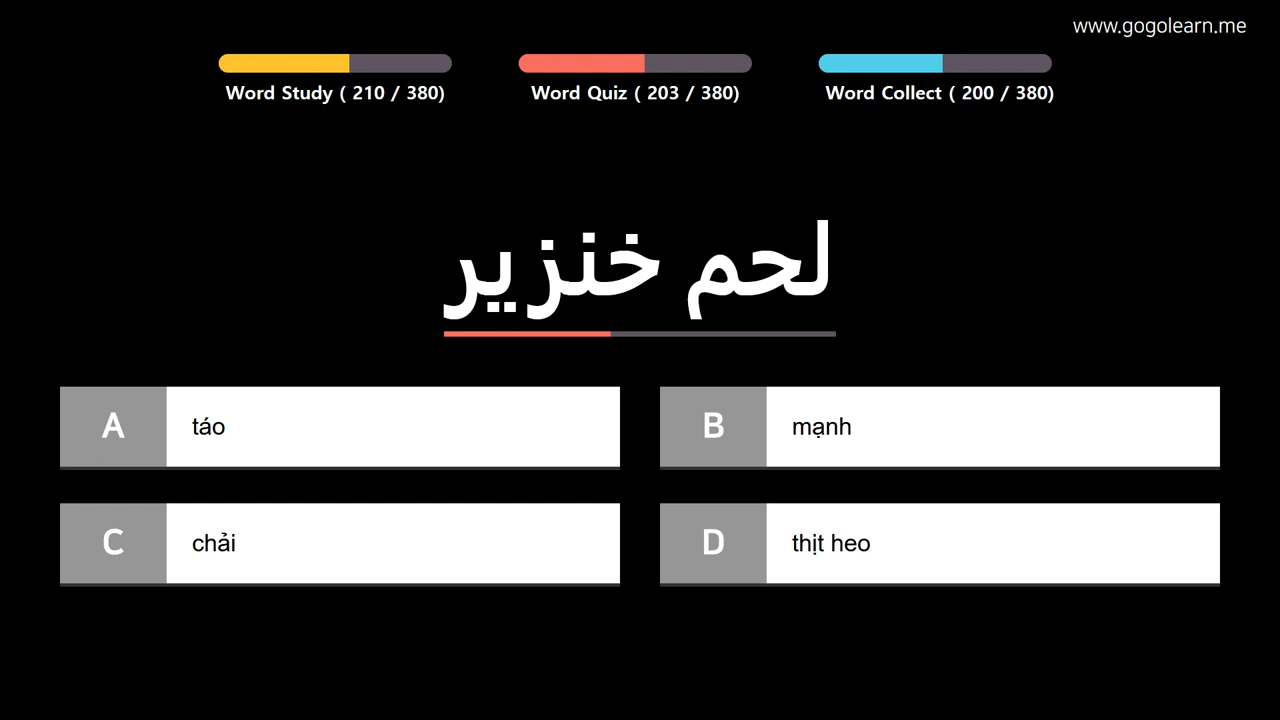 www.gogolearn.me
Word Study ( 210 / 380)
Word Quiz ( 203 / 380)
Word Collect ( 200 / 380)
لحم خنزير
A táo
B mạnh
C chải
D thịt heo